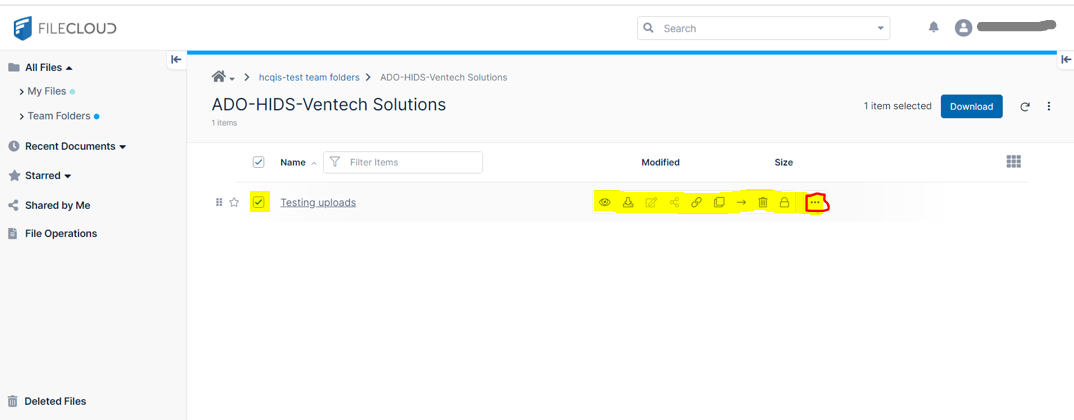 FILECLOUD
Search
All Files
My Files
Team Folders
Recent Documents
Starred
Shared by Me
File Operations
Deleted Files
hcqis-test team folders ADO-HIDS-Ventech Solutions
ADO-HIDS-Ventech Solutions
1 items
1 item selected Download
Name Filter Items Modified Size
Testing uploads